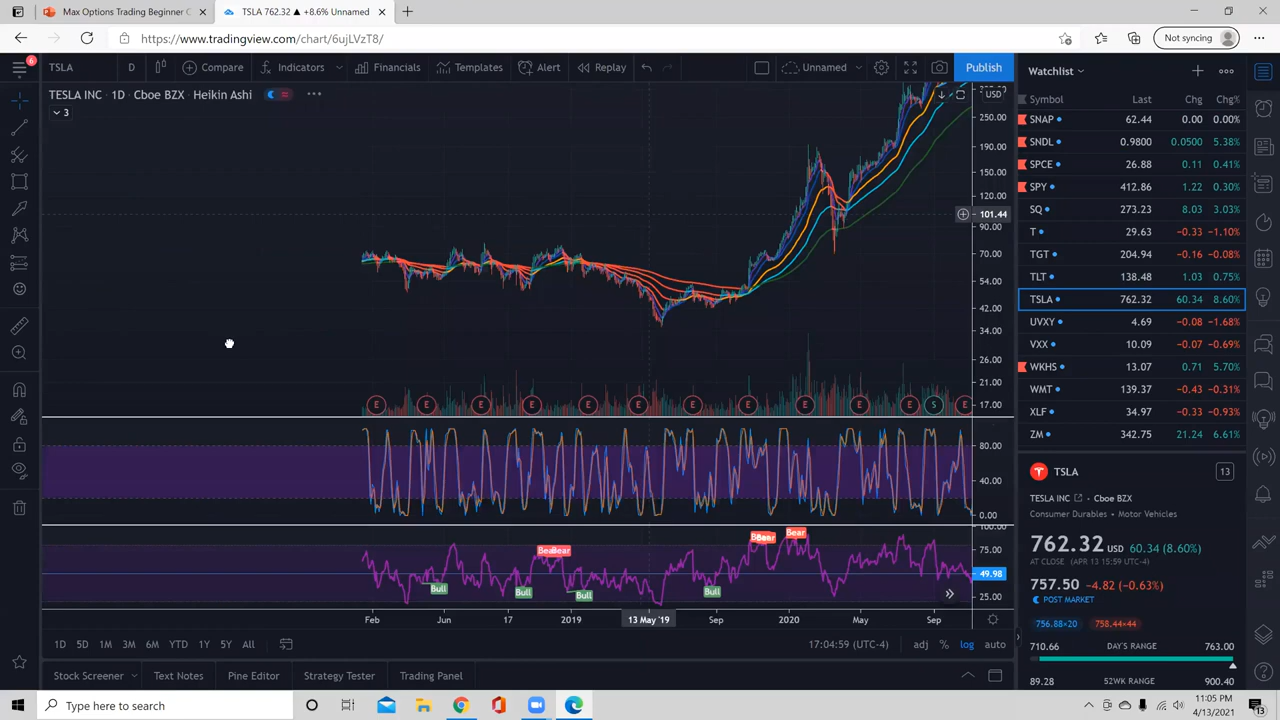 Max Options Trading Beginner C
TSLA 762.32 ▲ +8.6% Unnamed
https://www.tradingview.com/chart/6ujLVzT8/
Not syncing
6
TSLA D Compare Indicators Financials Templates Alert Replay Unnamed Publish
TESLA INC · 1D · Cboe BZX · Heikin Ashi
3
USD
250.00
190.00
150.00
120.00
101.44
90.00
70.00
54.00
42.00
34.00
26.00
21.00
17.00
E E E E E E E E E E E S E
80.00
40.00
0.00
100.00
75.00
49.98
25.00
Bear
Bear
Bear
Bull
Bull
Bull
Bull
Feb Jun 17 2019 13 May '19 Sep 2020 May Sep
1D 5D 1M 3M 6M YTD 1Y 5Y All
17:04:59 (UTC-4) adj % log auto
Stock Screener Text Notes Pine Editor Strategy Tester Trading Panel
Watchlist
Symbol Last Chg Chg%
SNAP 62.44 0.00 0.00%
SNDL 0.9800 0.0500 5.38%
SPCE 26.88 0.11 0.41%
SPY 412.86 1.22 0.30%
SQ 273.23 8.03 3.03%
T 29.63 −0.33 −1.10%
TGT 204.94 −0.16 −0.08%
TLT 138.48 1.03 0.75%
TSLA 762.32 60.34 8.60%
UVXY 4.69 −0.08 −1.68%
VXX 10.09 −0.07 −0.69%
WKHS 13.07 0.71 5.70%
WMT 139.37 −0.43 −0.31%
XLF 34.97 −0.33 −0.93%
ZM 342.75 21.24 6.61%
TSLA 13
TESLA INC · Cboe BZX
Consumer Durables · Motor Vehicles
762.32 USD 60.34 (8.60%)
AT CLOSE (APR 13 15:59 UTC-4)
757.50 −4.82 (−0.63%)
POST MARKET
756.88×20 758.44×44
710.66 DAY'S RANGE 763.00
89.28 52WK RANGE 900.40
Type here to search
11:05 PM
4/13/2021
13